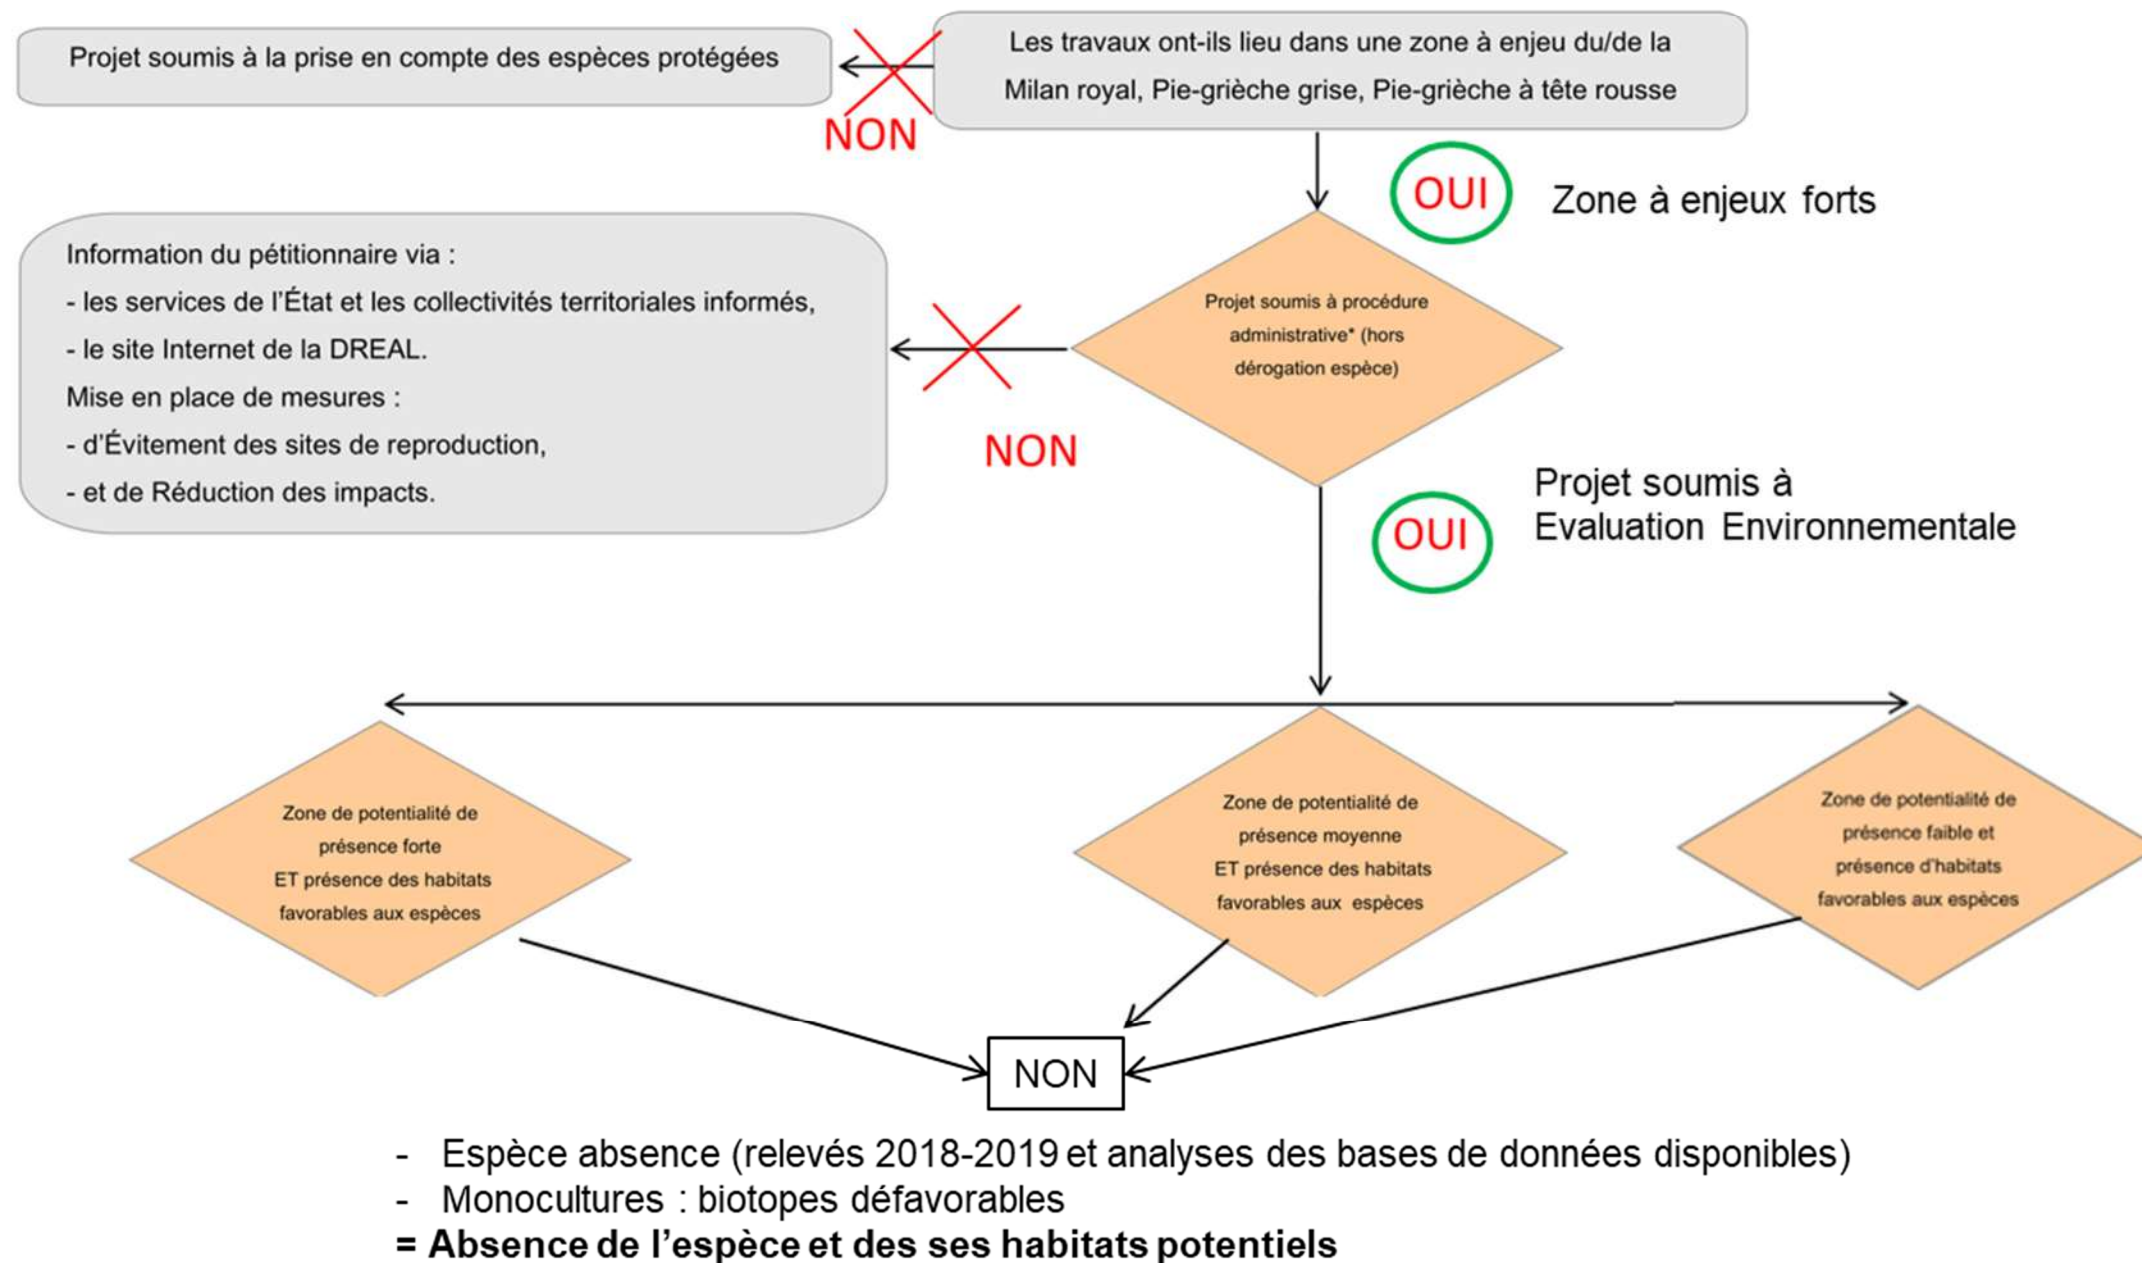 Projet soumis à la prise en compte des espèces protégées
Les travaux ont-ils lieu dans une zone à enjeu du/de la
Milan royal, Pie-grièche grise, Pie-grièche à tête rousse
NON
OUI
Zone à enjeux forts
Information du pétitionnaire via :
- les services de l'État et les collectivités territoriales informés,
- le site Internet de la DREAL.
Mise en place de mesures :
- d'Évitement des sites de reproduction,
- et de Réduction des impacts.
Projet soumis à procédure
administrative* (hors
dérogation espèce)
NON
OUI
Projet soumis à
Evaluation Environnementale
Zone de potentialité de
présence forte
ET présence des habitats
favorables aux espèces
Zone de potentialité de
présence moyenne
ET présence des habitats
favorables aux espèces
Zone de potentialité de
présence faible et
présence d'habitats
favorables aux espèces
NON
- Espèce absence (relevés 2018-2019 et analyses des bases de données disponibles)
- Monocultures : biotopes défavorables
= Absence de l'espèce et des ses habitats potentiels